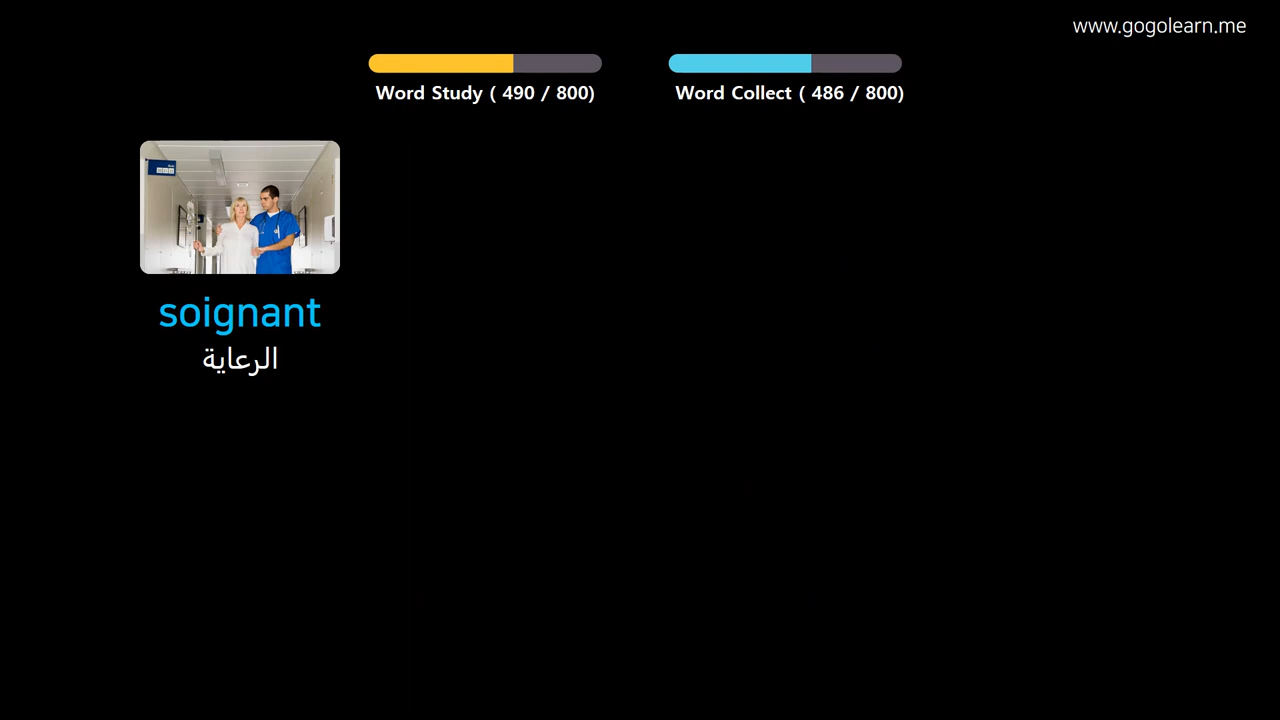 www.gogolearn.me
Word Study ( 490 / 800)
Word Collect ( 486 / 800)
soignant
الرعاية